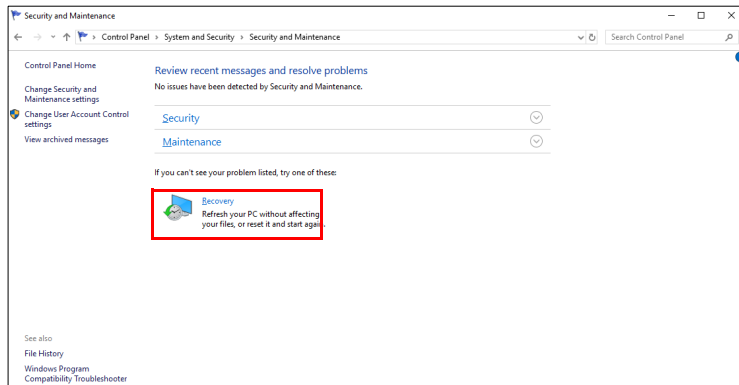 Security and Maintenance
Control Panel > System and Security > Security and Maintenance
Search Control Panel
Control Panel Home
Change Security and
Maintenance settings
Change User Account Control
settings
View archived messages
Review recent messages and resolve problems
No issues have been detected by Security and Maintenance.
Security
Maintenance
If you can't see your problem listed, try one of these:
Recovery
Refresh your PC without affecting
your files, or reset it and start again.
See also
File History
Windows Program
Compatibility Troubleshooter